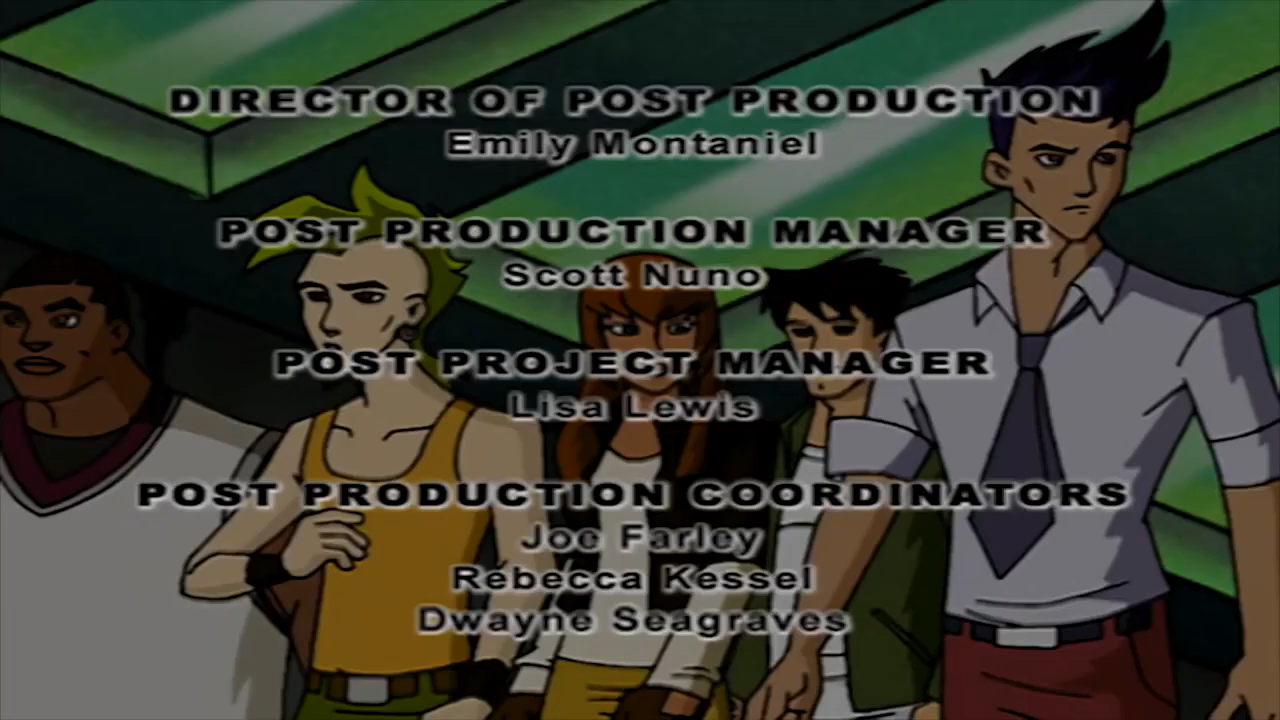 DIRECTOR OF POST PRODUCTION
Emily Montaniel
POST PRODUCTION MANAGER
Scott Nuno
POST PROJECT MANAGER
Lisa Lewis
POST PRODUCTION COORDINATORS
Joe Farley
Rebecca Kessel
Dwayne Seagraves